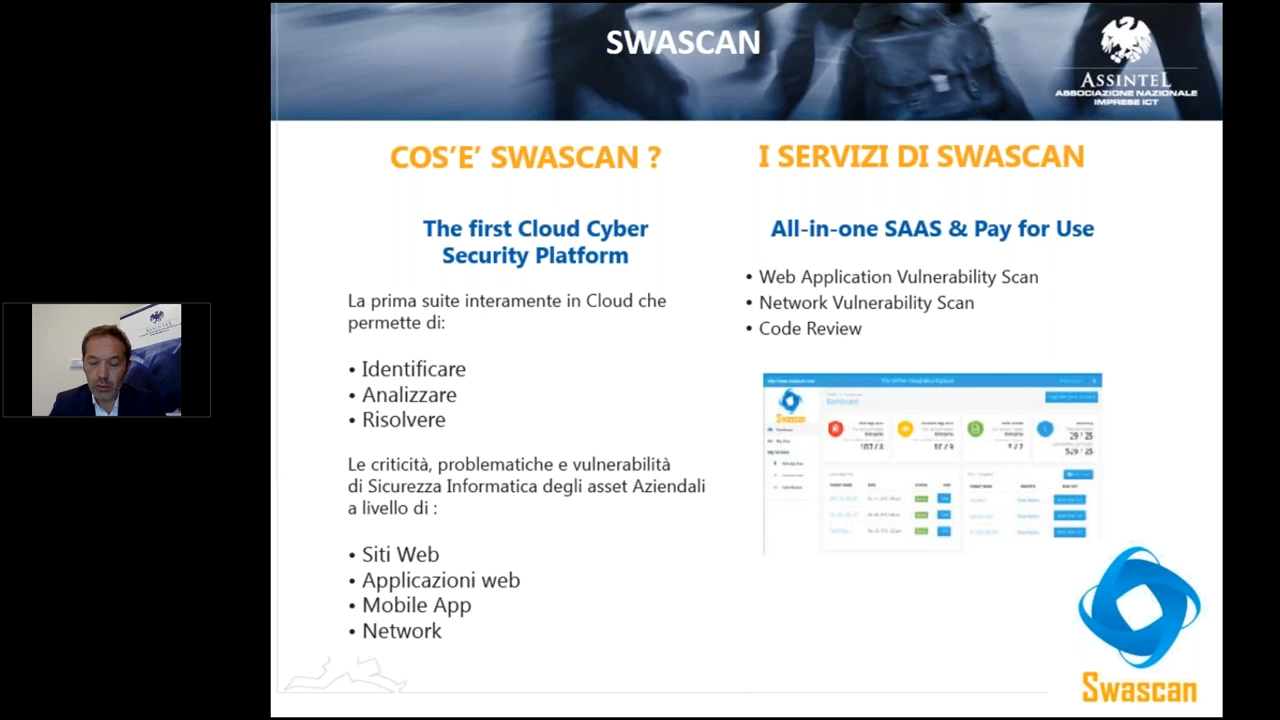 SWASCAN
ASSINTEL
ASSOCIAZIONE NAZIONALE
IMPRESE ICT
COS'E' SWASCAN ?
The first Cloud Cyber
Security Platform
La prima suite interamente in Cloud che
permette di:
• Identificare
• Analizzare
• Risolvere
Le criticità, problematiche e vulnerabilità
di Sicurezza Informatica degli asset Aziendali
a livello di :
• Siti Web
• Applicazioni web
• Mobile App
• Network
I SERVIZI DI SWASCAN
All-in-one SAAS & Pay for Use
• Web Application Vulnerability Scan
• Network Vulnerability Scan
• Code Review
Swascan
Dashboard
Swascan
ASSINTEL